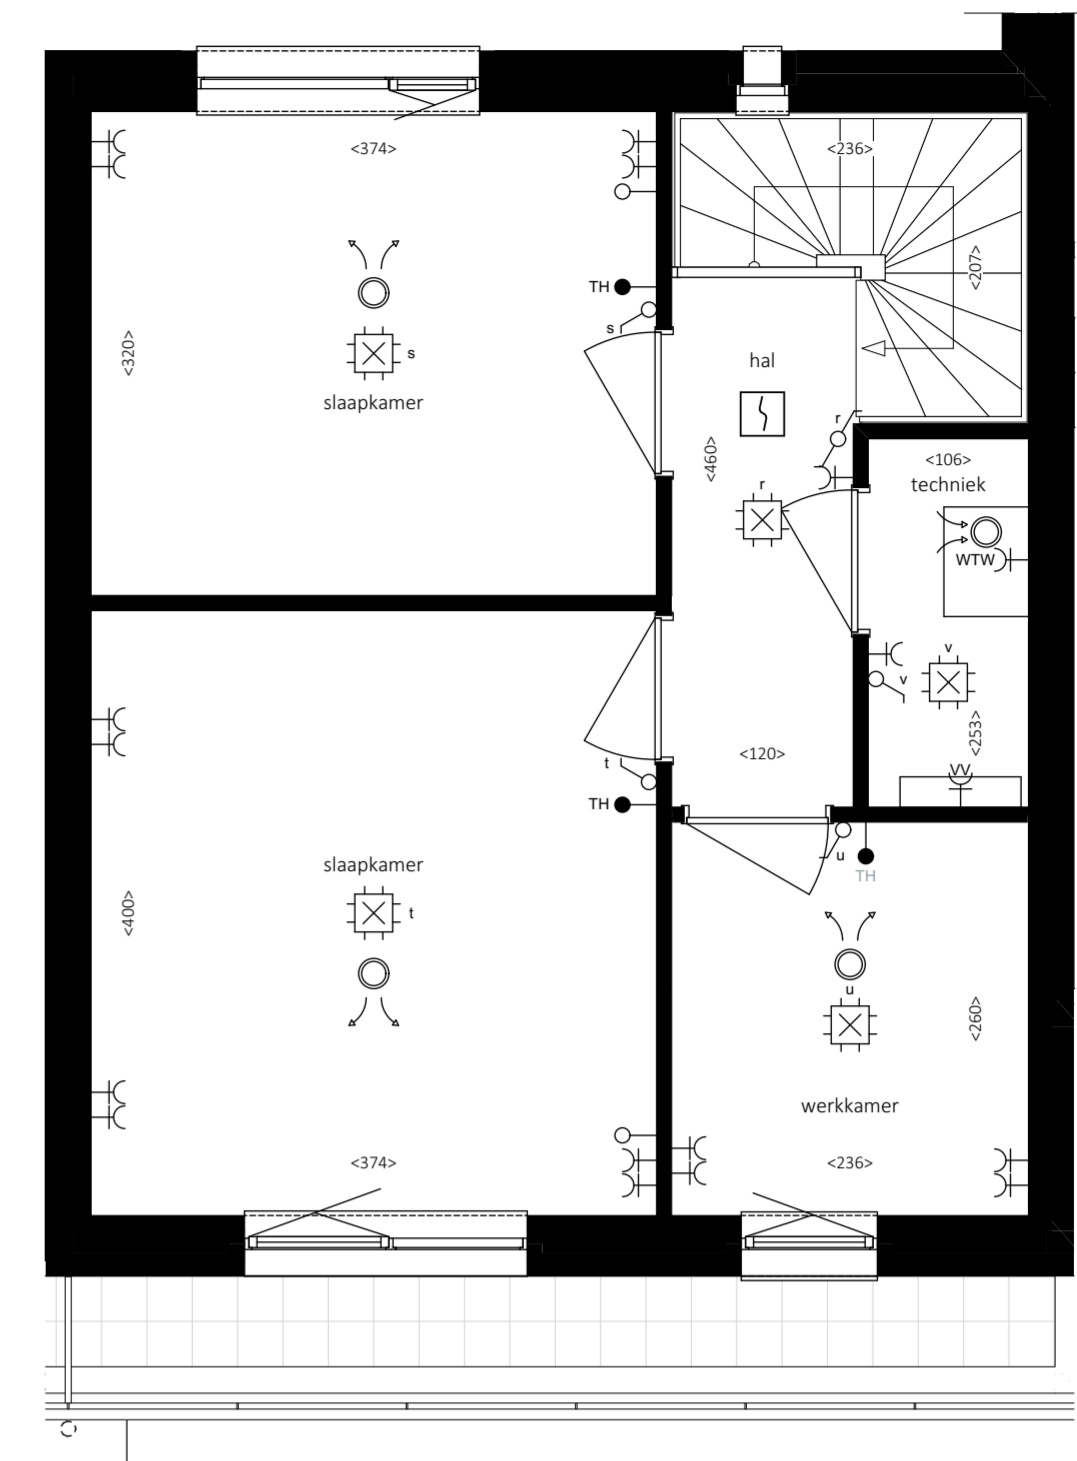 <374>
<236>
<207>
TH
s
<320>
s
slaapkamer
hal
r
<460>
r
<106>
techniek
WTW
v
v
<253>
VV
<120>
t
TH
slaapkamer
<400>
t
u
TH
u
<260>
werkkamer
<374>
<236>